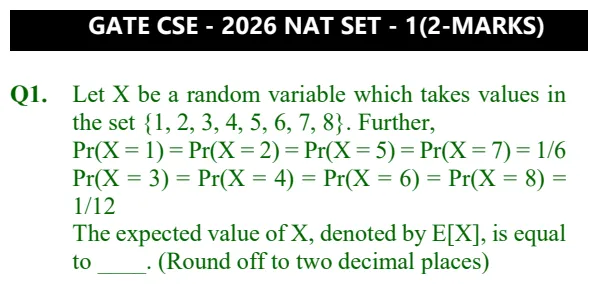 GATE CSE - 2026 NAT SET - 1(2-MARKS)
Q1. Let X be a random variable which takes values in
the set {1, 2, 3, 4, 5, 6, 7, 8}. Further,
Pr(X = 1) = Pr(X = 2) = Pr(X = 5) = Pr(X = 7) = 1/6
Pr(X = 3) = Pr(X = 4) = Pr(X = 6) = Pr(X = 8) =
1/12
The expected value of X, denoted by E[X], is equal
to ____. (Round off to two decimal places)